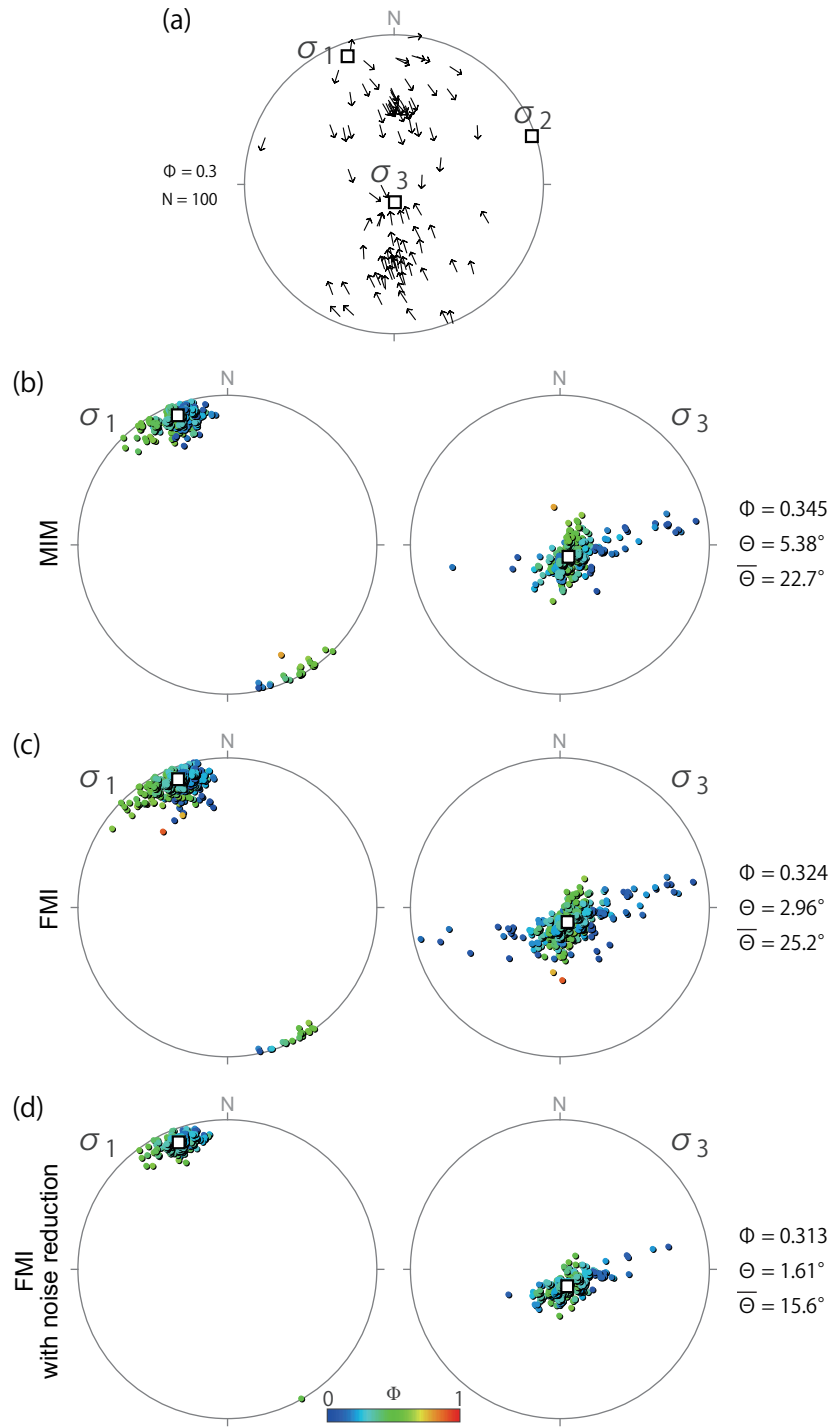 (a)
N
σ1
σ2
Φ = 0.3
σ3
N = 100
(b)
N
N
σ1
σ3
MIM
Φ = 0.345
Θ = 5.38°
Θ̅ = 22.7°
(c)
N
N
σ1
σ3
FMI
Φ = 0.324
Θ = 2.96°
Θ̅ = 25.2°
(d)
N
N
σ1
σ3
FMI
with noise reduction
Φ = 0.313
Θ = 1.61°
Θ̅ = 15.6°
0 Φ 1